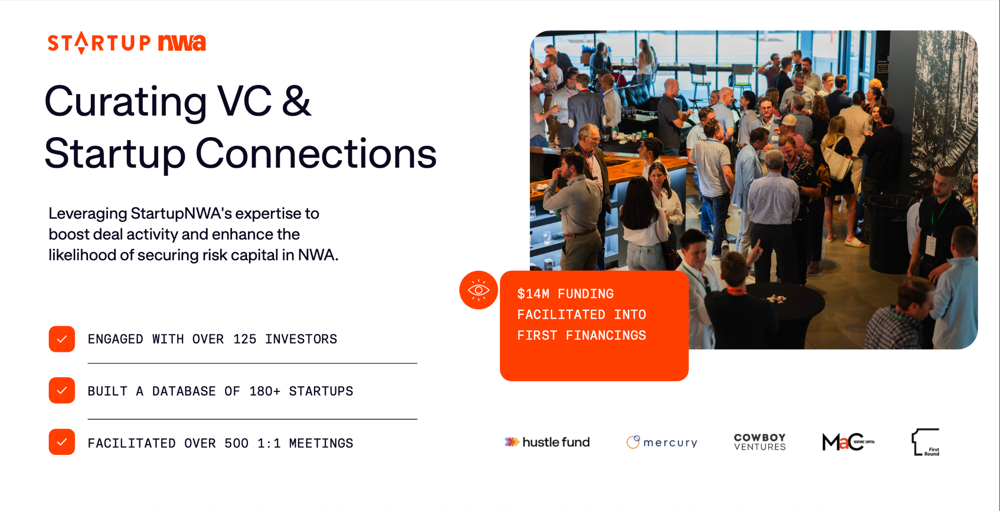 STARTUP nwa
Curating VC &
Startup Connections
Leveraging StartupNWA's expertise to
boost deal activity and enhance the
likelihood of securing risk capital in NWA.
ENGAGED WITH OVER 125 INVESTORS
BUILT A DATABASE OF 180+ STARTUPS
FACILITATED OVER 500 1:1 MEETINGS
$14M FUNDING
FACILITATED INTO
FIRST FINANCINGS
hustle fund
mercury
COWBOY
VENTURES
MaC VENTURE CAPITAL
First
Round